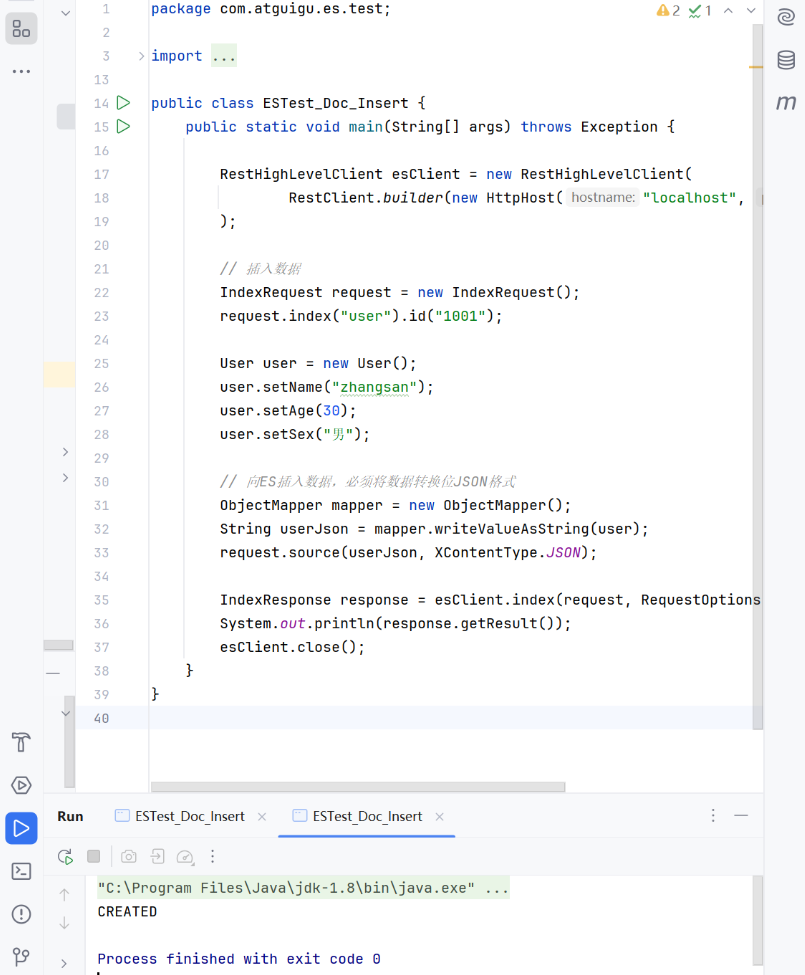 1 package com.atguigu.es.test;
2 1
2
3 import ...
13
14 public class ESTest_Doc_Insert {
15 public static void main(String[] args) throws Exception {
16
17 RestHighLevelClient esClient = new RestHighLevelClient(
18 RestClient.builder(new HttpHost( hostname: "localhost",
19 );
20
21 // 插入数据
22 IndexRequest request = new IndexRequest();
23 request.index("user").id("1001");
24
25 User user = new User();
26 user.setName("zhangsan");
27 user.setAge(30);
28 user.setSex("男");
29
30 // 向ES插入数据，必须将数据转换位JSON格式
31 ObjectMapper mapper = new ObjectMapper();
32 String userJson = mapper.writeValueAsString(user);
33 request.source(userJson, XContentType.JSON);
34
35 IndexResponse response = esClient.index(request, RequestOptions
36 System.out.println(response.getResult());
37 esClient.close();
38 }
39 }
40
Run ESTest_Doc_Insert ESTest_Doc_Insert
"C:\Program Files\Java\jdk-1.8\bin\java.exe" ...
CREATED
Process finished with exit code 0